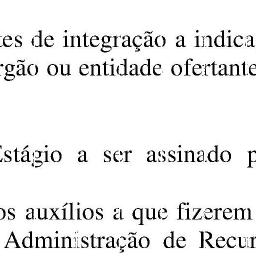 tes de integração a indica
rgão ou entidade ofertante
Estágio a ser assinado p
os auxílios a que fizerem
Administração de Recur